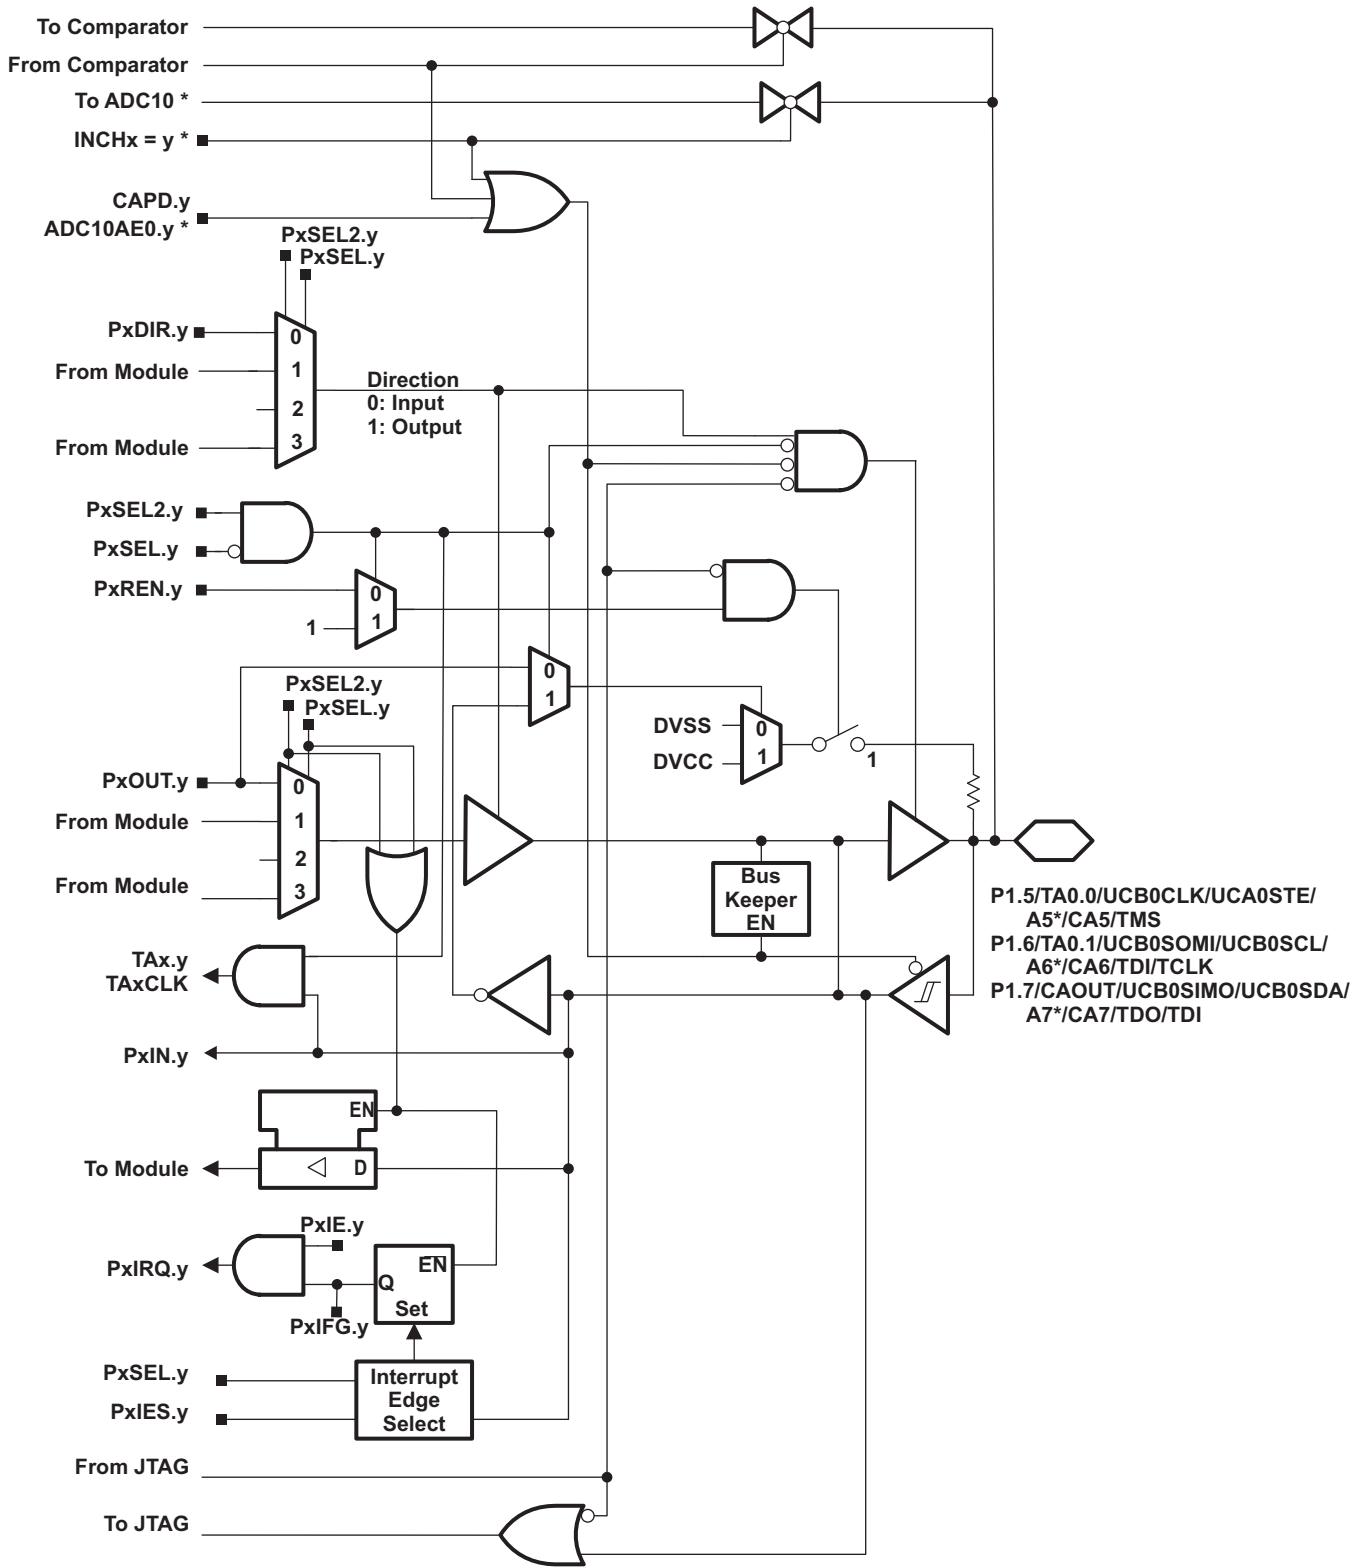 To Comparator
From Comparator
To ADC10 *
INCHx = y *
CAPD.y
ADC10AE0.y *
PxSEL2.y
PxSEL.y
PxDIR.y
0
From Module
1
2
From Module
3
Direction
0: Input
1: Output
PxSEL2.y
PxSEL.y
PxREN.y
0
1
1
0
1
PxSEL2.y
PxSEL.y
DVSS
0
DVCC
1
1
PxOUT.y
0
From Module
1
2
From Module
3
Bus
Keeper
EN
P1.5/TA0.0/UCB0CLK/UCA0STE/
A5*/CA5/TMS
P1.6/TA0.1/UCB0SOMI/UCB0SCL/
A6*/CA6/TDI/TCLK
P1.7/CAOUT/UCB0SIMO/UCB0SDA/
A7*/CA7/TDO/TDI
TAx.y
TAxCLK
PxIN.y
EN
To Module
D
PxIE.y
PxIRQ.y
EN
Q
Set
PxIFG.y
PxSEL.y
PxIES.y
Interrupt
Edge
Select
From JTAG
To JTAG